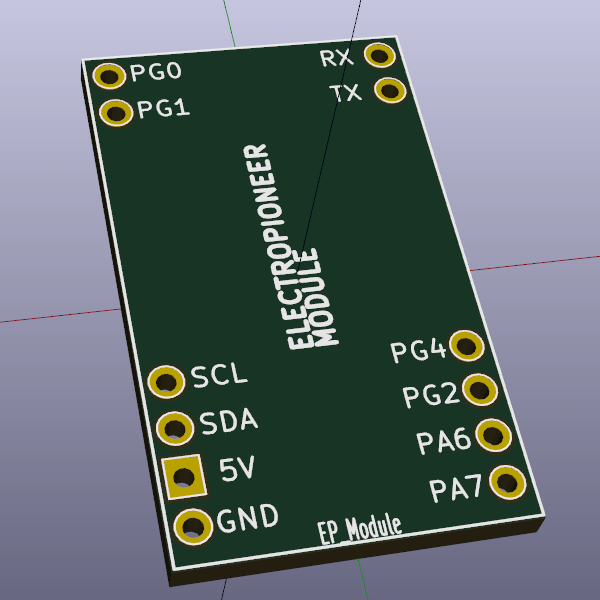 PG0
RX
PG1
TX
ELECTROPIONEER
MODULE
SCL
PG4
SDA
PG2
5V
PA6
GND
PA7
EP_Module